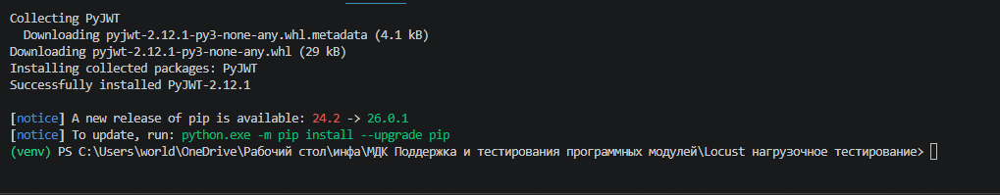 Collecting PyJWT
  Downloading pyjwt-2.12.1-py3-none-any.whl.metadata (4.1 kB)
Downloading pyjwt-2.12.1-py3-none-any.whl (29 kB)
Installing collected packages: PyJWT
Successfully installed PyJWT-2.12.1
[notice] A new release of pip is available: 24.2 -> 26.0.1
[notice] To update, run: python.exe -m pip install --upgrade pip
(venv) PS C:\Users\world\OneDrive\Рабочий стол\инфа\МДК Поддержка и тестирования программных модулей\Locust нагрузочное тестирование>